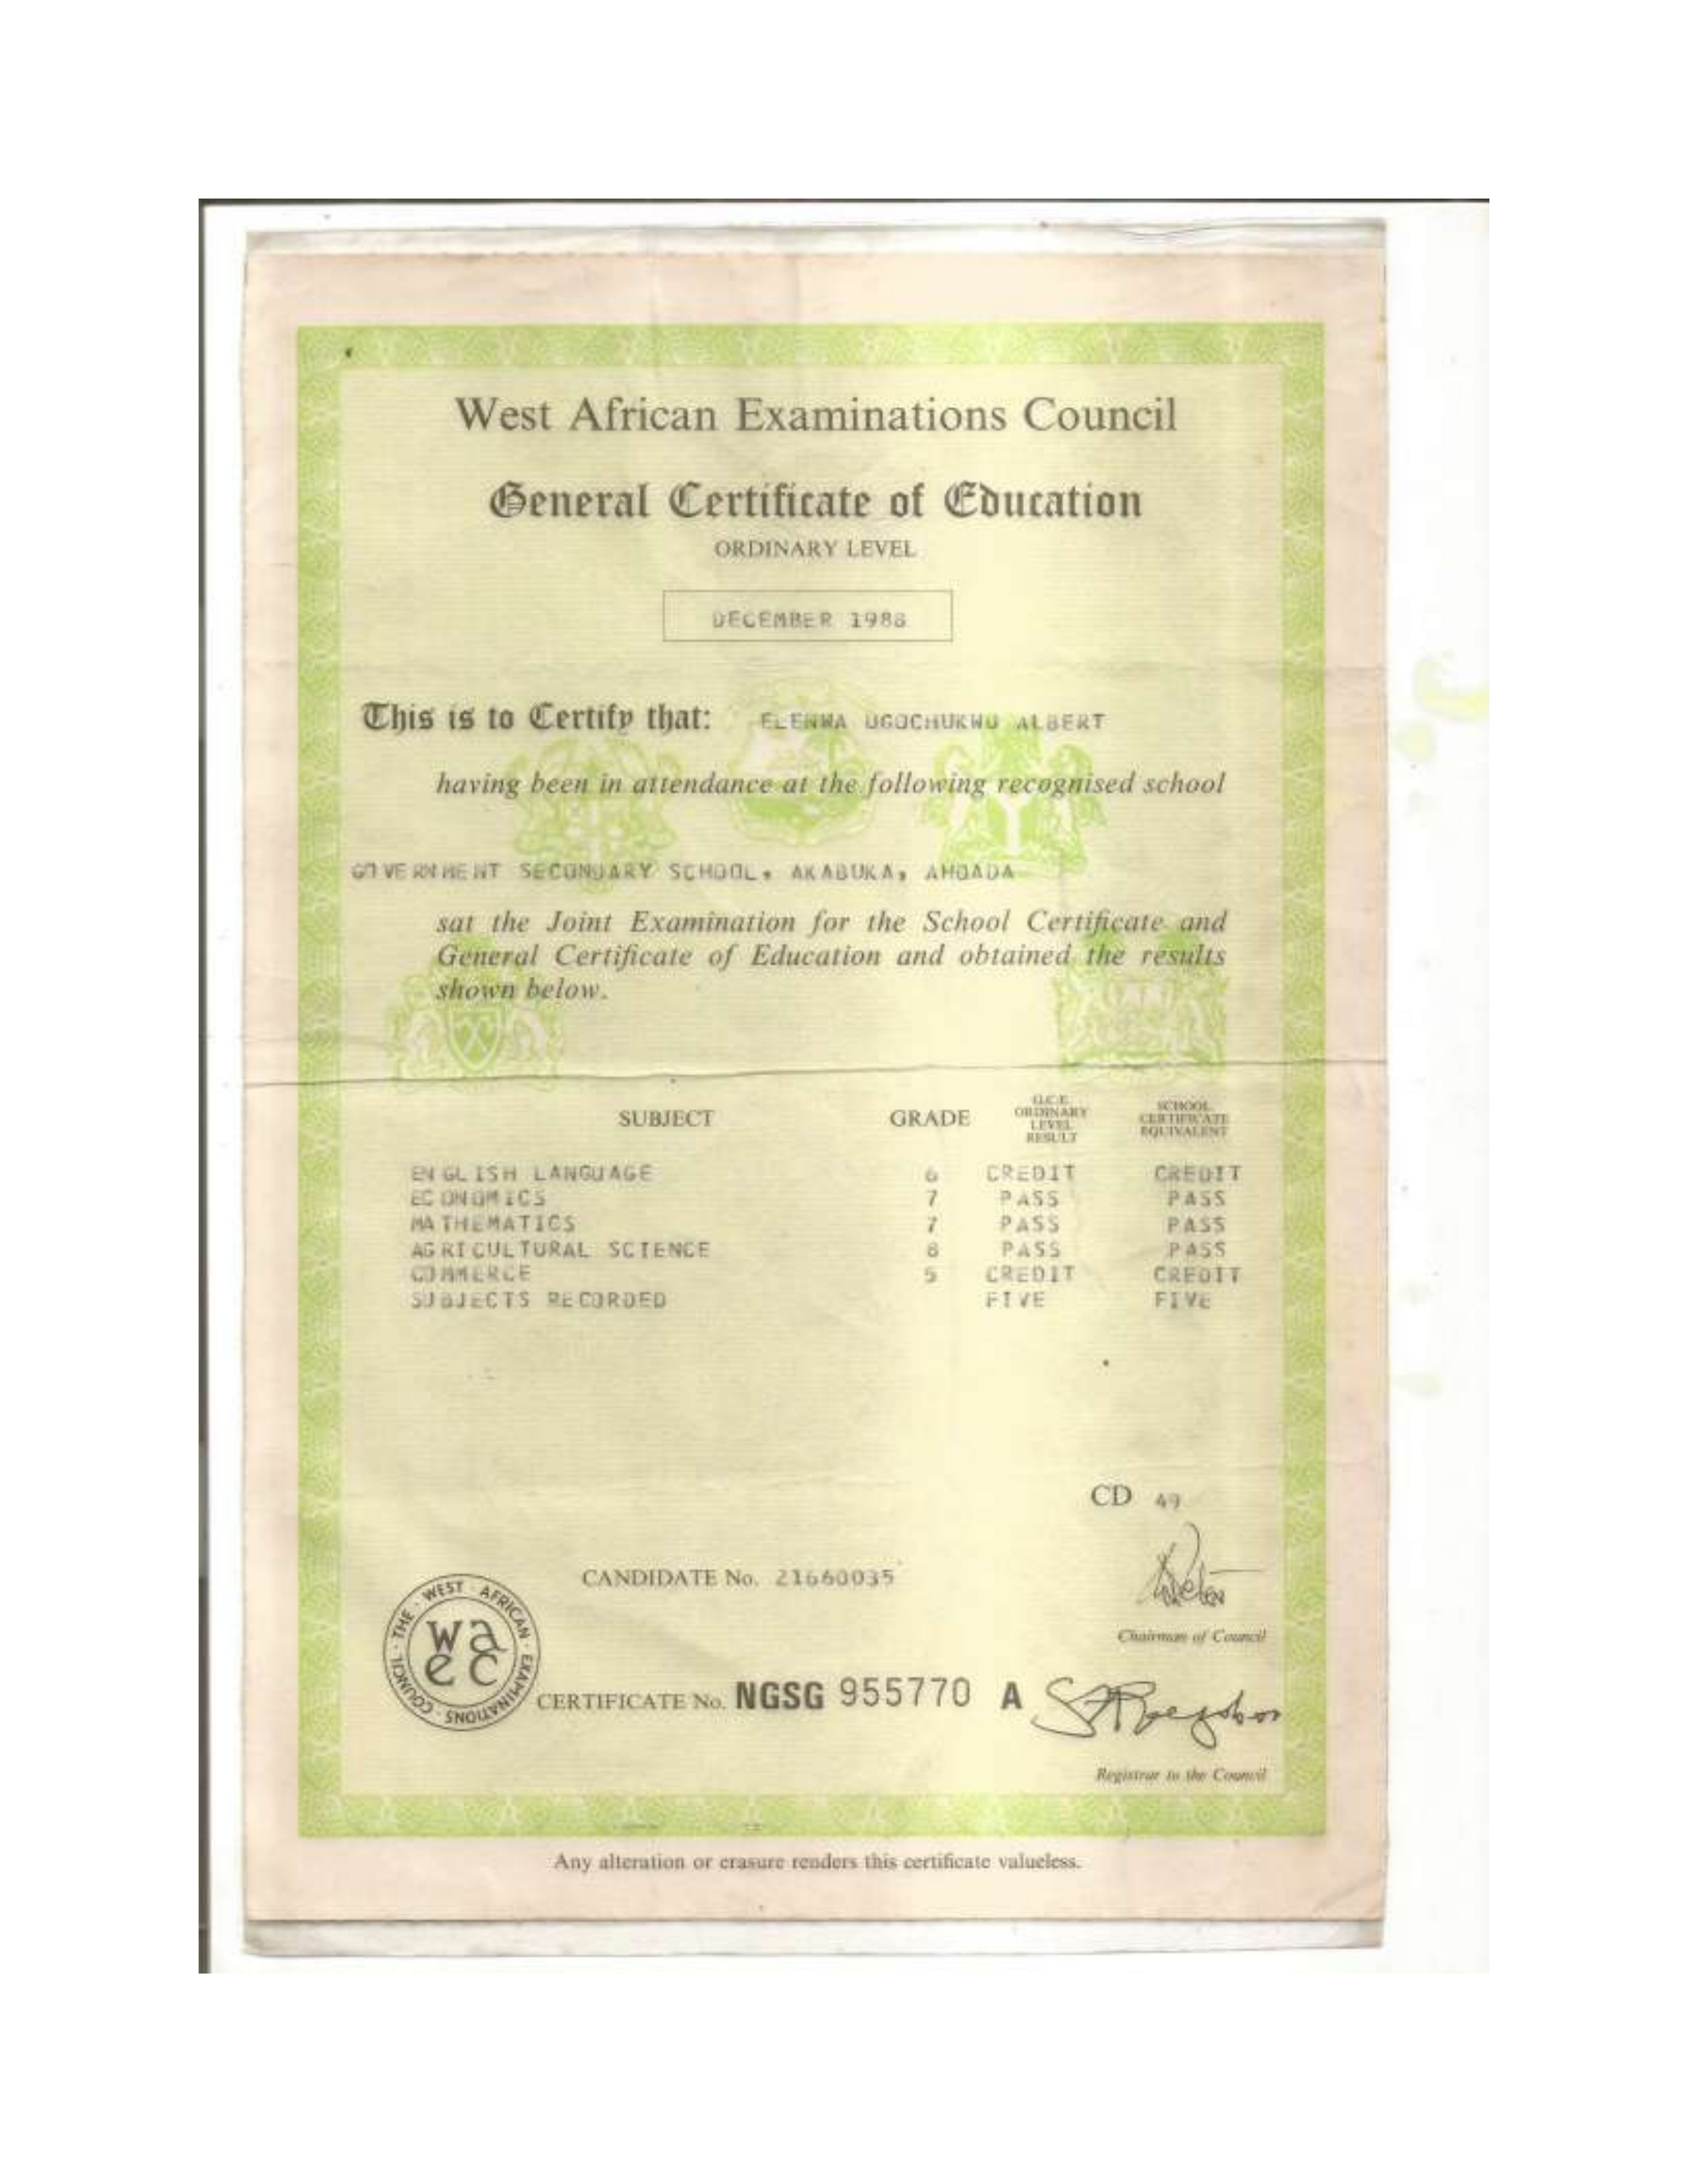 West African Examinations Council
General Certificate of Education
ORDINARY LEVEL
DECEMBER 1988
This is to Certify that: ELENWA UGOCHUKWU ALBERT
having been in attendance at the following recognised school
GOVERNMENT SECONDARY SCHOOL, AKABUKA, AHOADA
sat the Joint Examination for the School Certificate and
General Certificate of Education and obtained the results
shown below.
SUBJECT GRADE G.C.E. ORDINARY LEVEL RESULT SCHOOL CERTIFICATE EQUIVALENT
ENGLISH LANGUAGE 6 CREDIT CREDIT
ECONOMICS 7 PASS PASS
MATHEMATICS 7 PASS PASS
AGRICULTURAL SCIENCE 8 PASS PASS
COMMERCE 5 CREDIT CREDIT
SUBJECTS RECORDED FIVE FIVE
CD 49
CANDIDATE No. 21660035
Chairman of Council
THE · WEST · AFRICAN · EXAMINATIONS · COUNCIL
wa
ec
CERTIFICATE No. NGSG 955770 A
Registrar to the Council
Any alteration or erasure renders this certificate valueless.